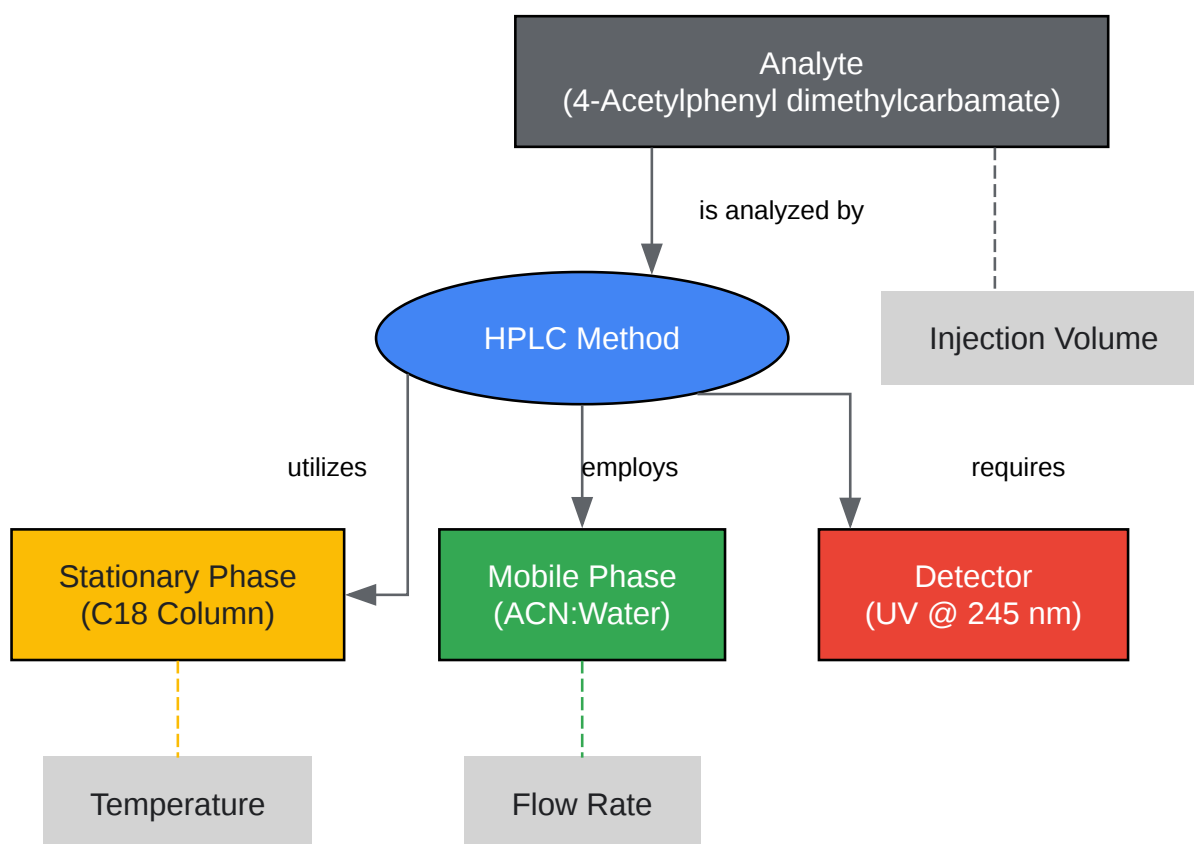 Analyte
(4-Acetylphenyl dimethylcarbamate)
is analyzed by
HPLC Method
Injection Volume
utilizes
employs
requires
Stationary Phase
(C18 Column)
Mobile Phase
(ACN:Water)
Detector
(UV @ 245 nm)
Temperature
Flow Rate